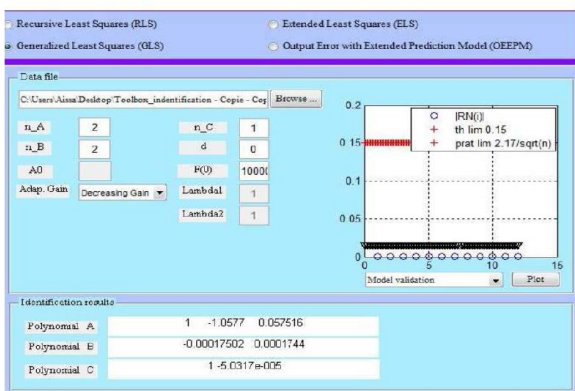 Recursive Least Squares (RLS)
Extended Least Squares (ELS)
Generalized Least Squares (GLS)
Output Error with Extended Prediction Model (OEEPM)
Data file
C:\Users\Aissa\Desktop\Toolbox_indentification - Copie - Cop
Browse ...
n_A 2
n_C 1
n_B 2
d 0
A0
F(0) 1000
Adap. Gain Decreasing Gain
Lambda1 1
Lambda2 1
0.2
0.15
0.1
0.05
0
0 5 10 15
|RN(i)|
th lim 0.15
prat lim 2.17/sqrt(n)
Model validation
Plot
Identification results
Polynomial A 1 -1.0577 0.057516
Polynomial B -0.00017502 0.0001744
Polynomial C 1 -5.0317e-005